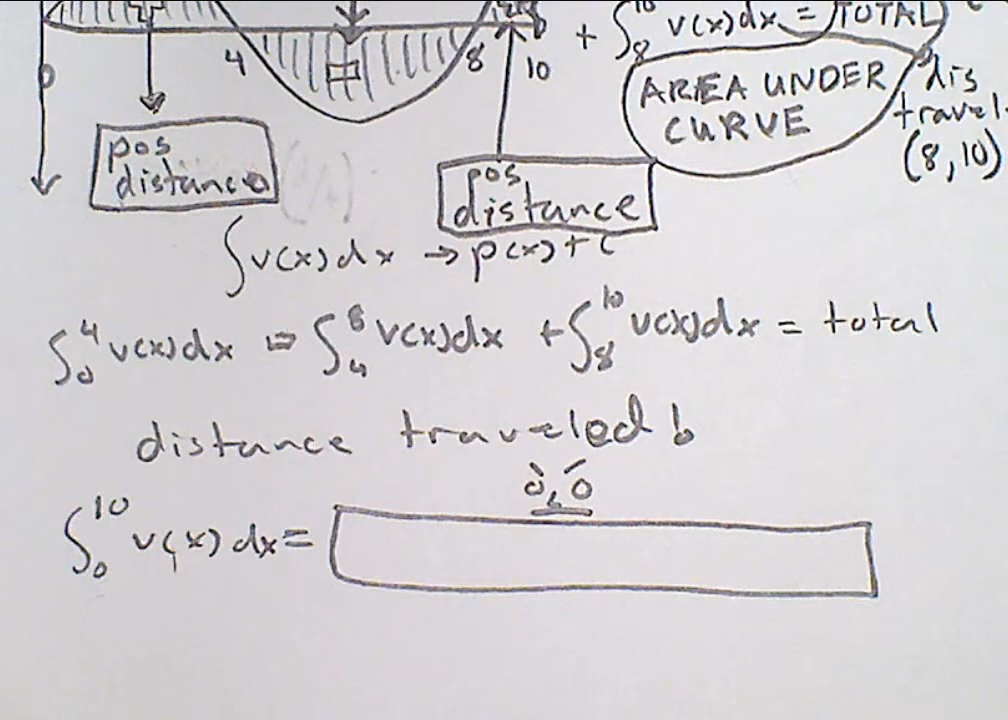 + ∫₈¹⁰ v(x)dx = TOTAL
4 8 10
AREA UNDER
CURVE
dis
travel
(8,10)
pos
distance
pos
distance
∫v(x)dx → p(x)+C
∫₀⁴ v(x)dx = ∫₄⁸ v(x)dx + ∫₈¹⁰ v(x)dx = total
distance traveled!
∫₀¹⁰ v(x)dx =